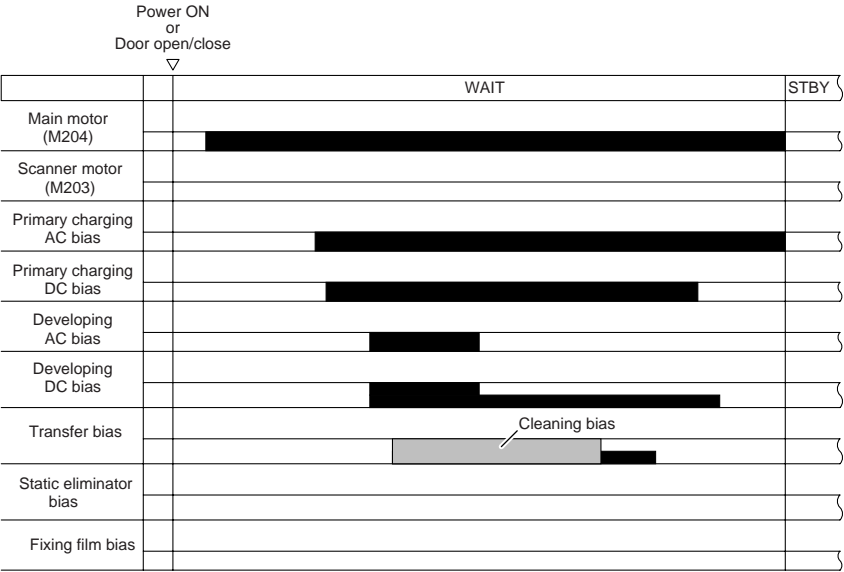 Power ON
or
Door open/close
WAIT
STBY
Main motor
(M204)
Scanner motor
(M203)
Primary charging
AC bias
Primary charging
DC bias
Developing
AC bias
Developing
DC bias
Transfer bias
Cleaning bias
Static eliminator
bias
Fixing film bias